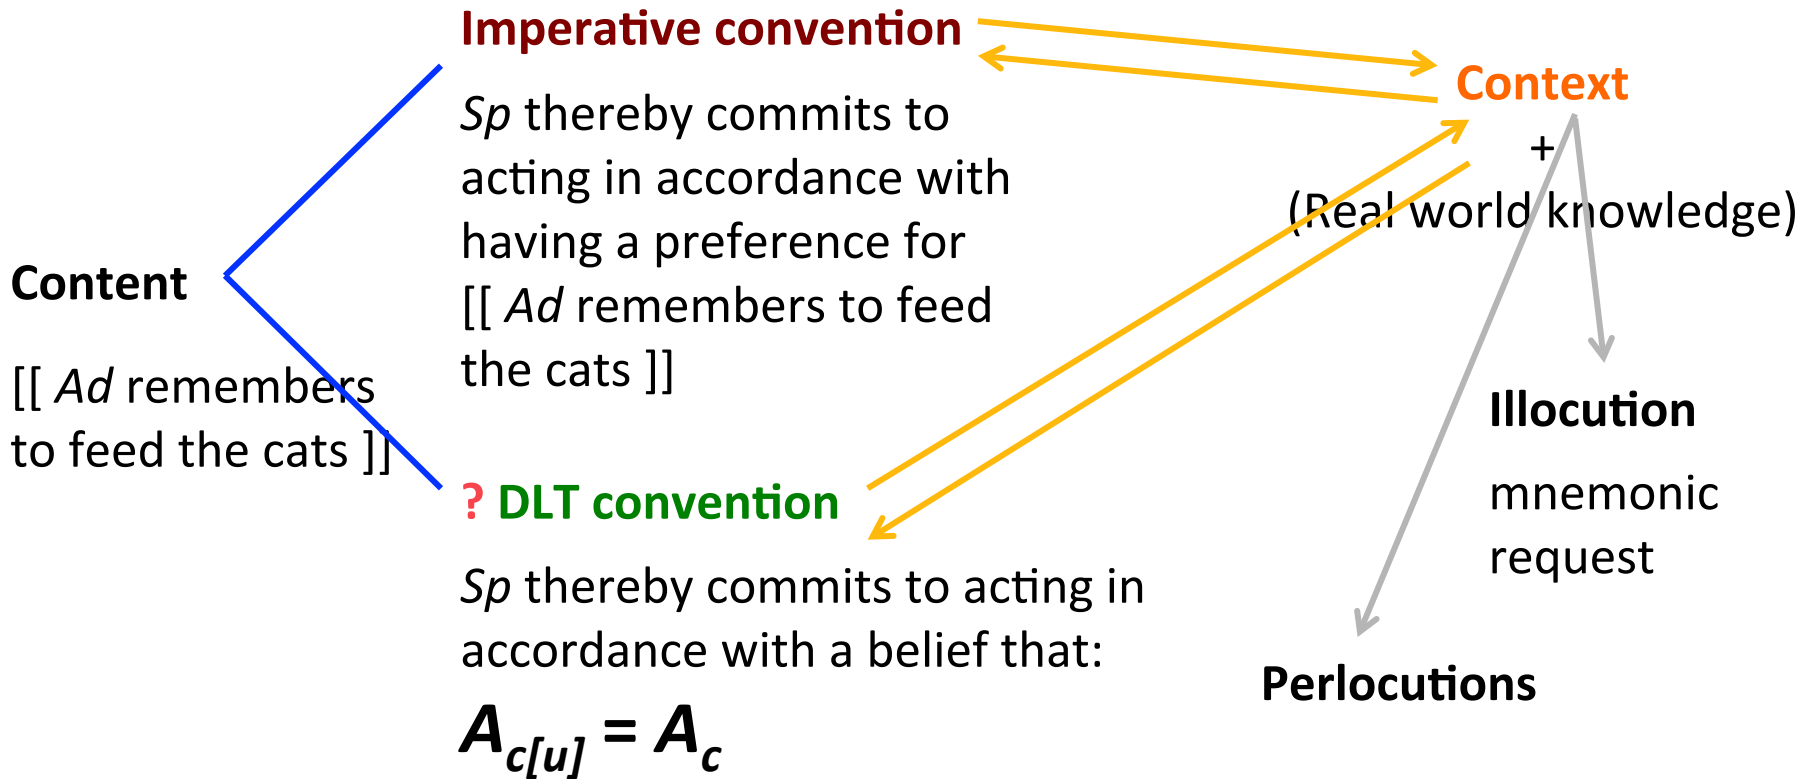 Imperative convention
Sp thereby commits to
acting in accordance with
having a preference for
[[ Ad remembers to feed
the cats ]]
Context
+
(Real world knowledge)
Content
[[ Ad remembers
to feed the cats ]]
? DLT convention
Sp thereby commits to acting in
accordance with a belief that:
A_c[u] = A_c
Illocution
mnemonic
request
Perlocutions